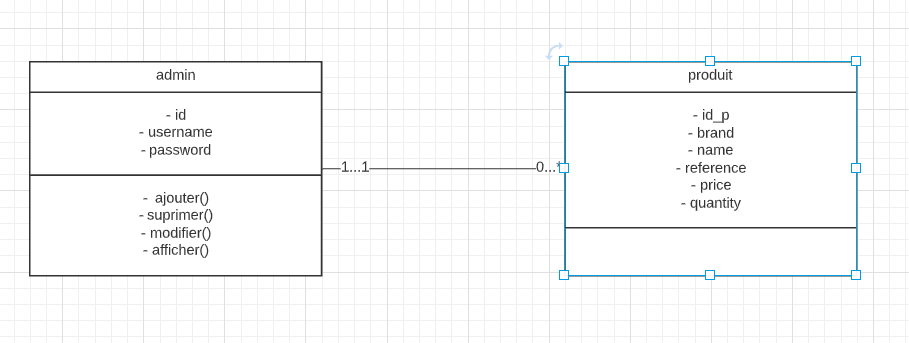 admin
- id
- username
- password
- ajouter()
- suprimer()
- modifier()
- afficher()
1...1
0...*
produit
- id_p
- brand
- name
- reference
- price
- quantity